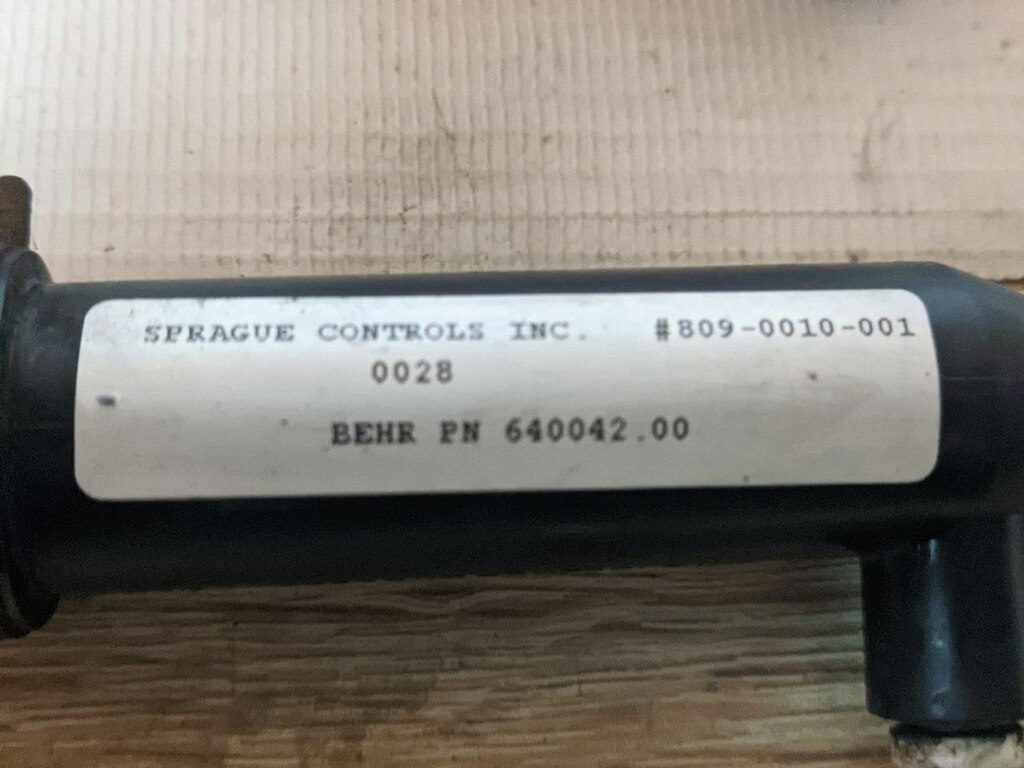 SPRAGUE CONTROLS INC. #809-0010-001
0028
BEHR PN 640042.00